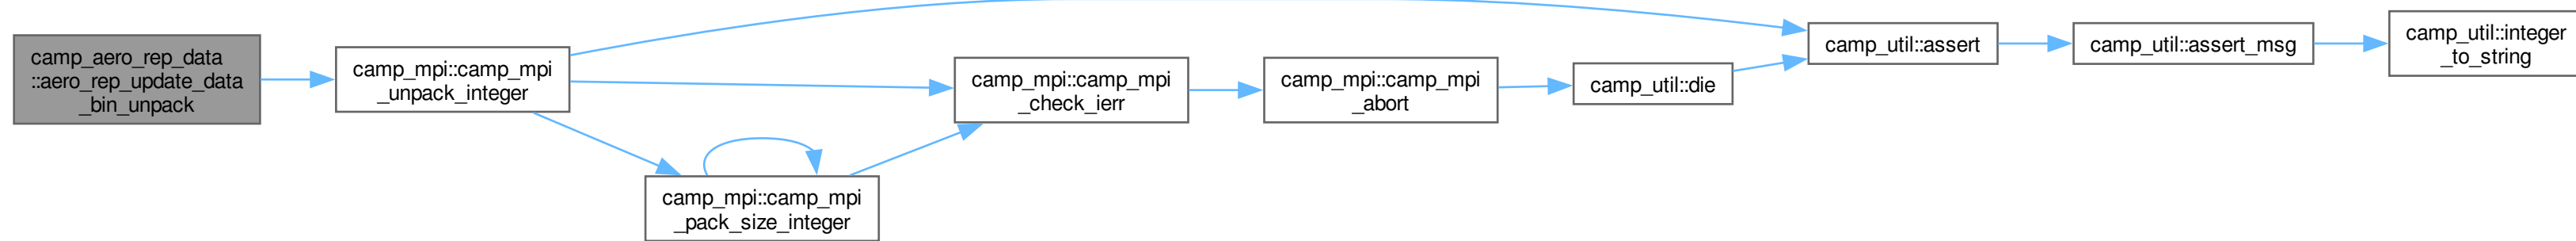 camp_aero_rep_data
::aero_rep_update_data
_bin_unpack
camp_mpi::camp_mpi
_unpack_integer
camp_mpi::camp_mpi
_pack_size_integer
camp_mpi::camp_mpi
_check_ierr
camp_mpi::camp_mpi
_abort
camp_util::die
camp_util::assert
camp_util::assert_msg
camp_util::integer
_to_string